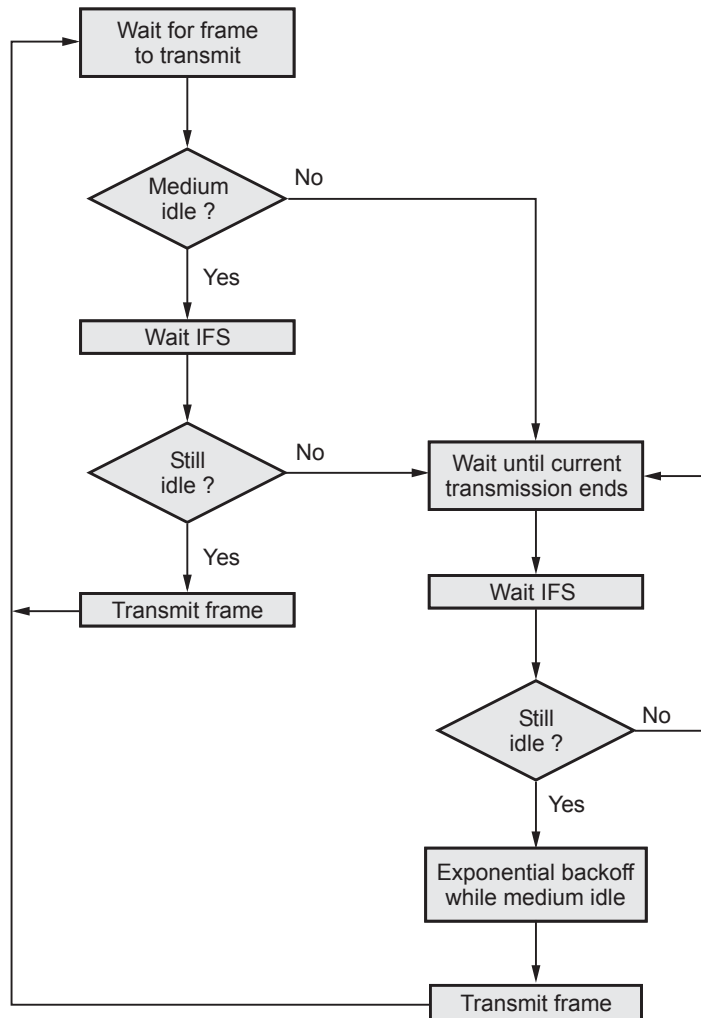 Wait for frame
to transmit
Medium
idle ?
No
Yes
Wait IFS
Still
idle ?
No
Yes
Transmit frame
Wait until current
transmission ends
Wait IFS
Still
idle ?
No
Yes
Exponential backoff
while medium idle
Transmit frame